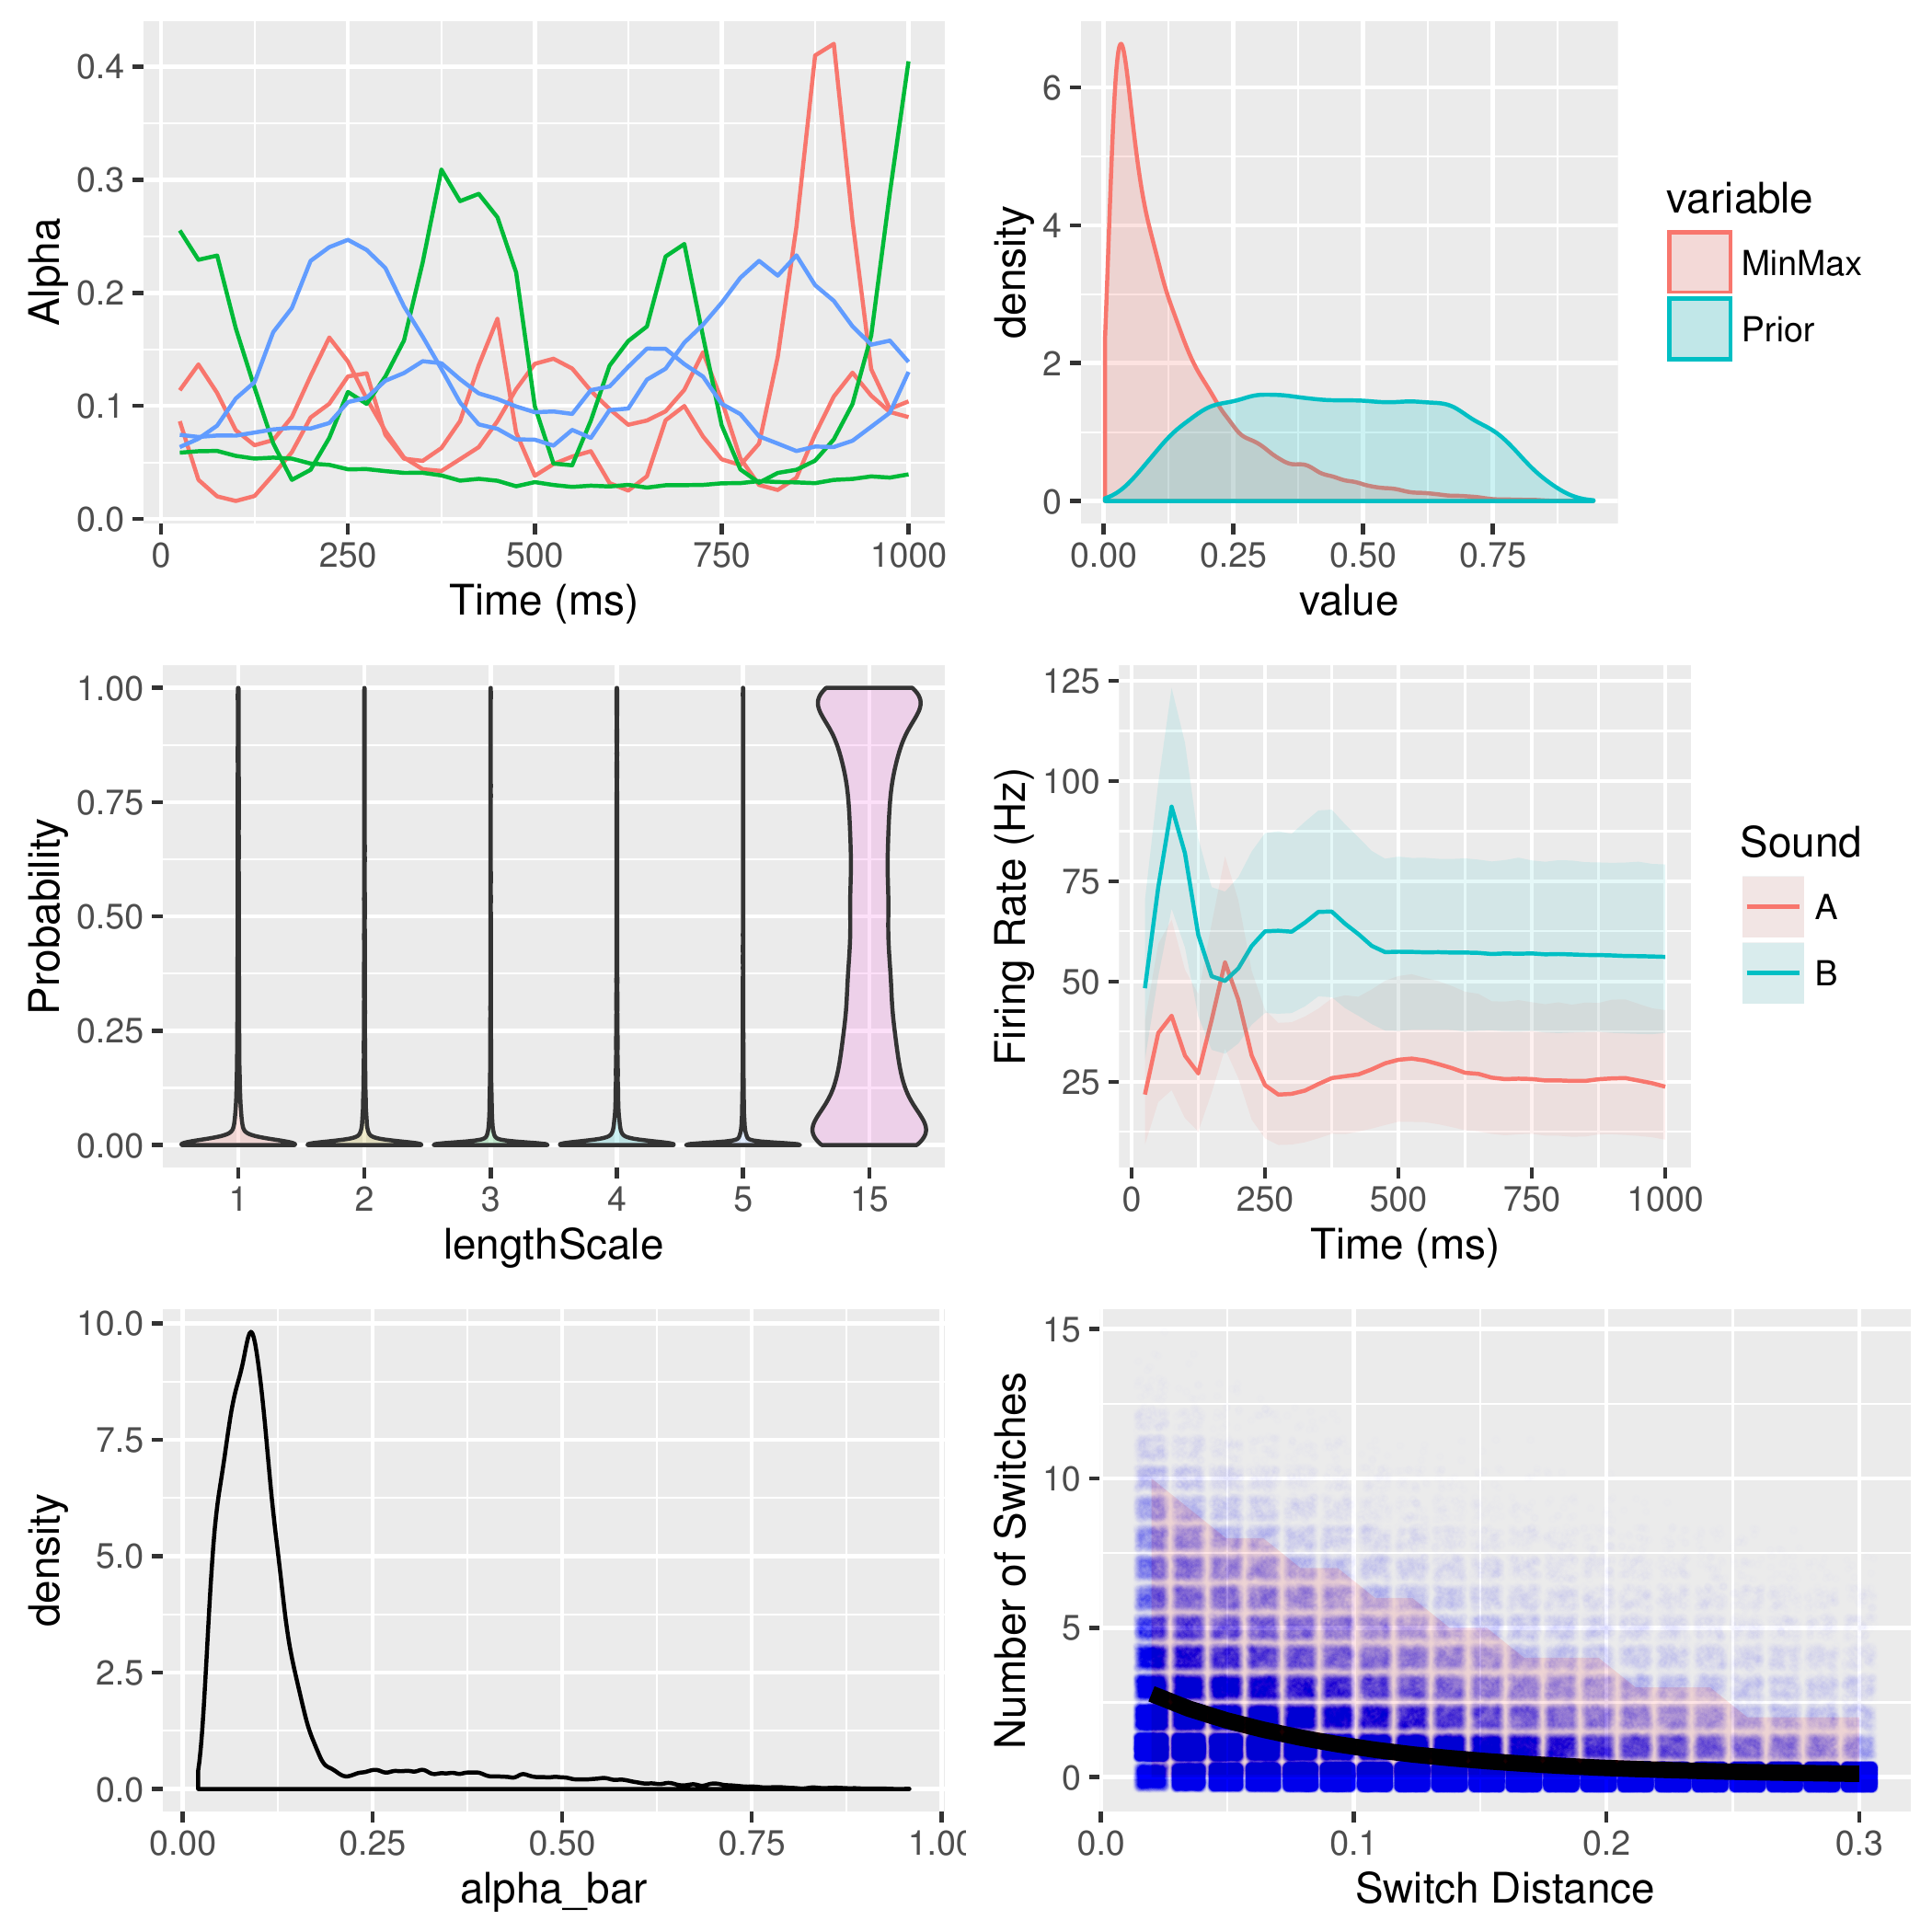 Alpha
0.4
0.3
0.2
0.1
0.0
0 250 500 750 1000
Time (ms)
density
6
4
2
0
0.00 0.25 0.50 0.75
value
variable
MinMax
Prior
Probability
1.00
0.75
0.50
0.25
0.00
1 2 3 4 5 15
lengthScale
Firing Rate (Hz)
125
100
75
50
25
0 250 500 750 1000
Time (ms)
Sound
A
B
density
10.0
7.5
5.0
2.5
0.0
0.00 0.25 0.50 0.75 1.00
alpha_bar
Number of Switches
15
10
5
0
0.0 0.1 0.2 0.3
Switch Distance